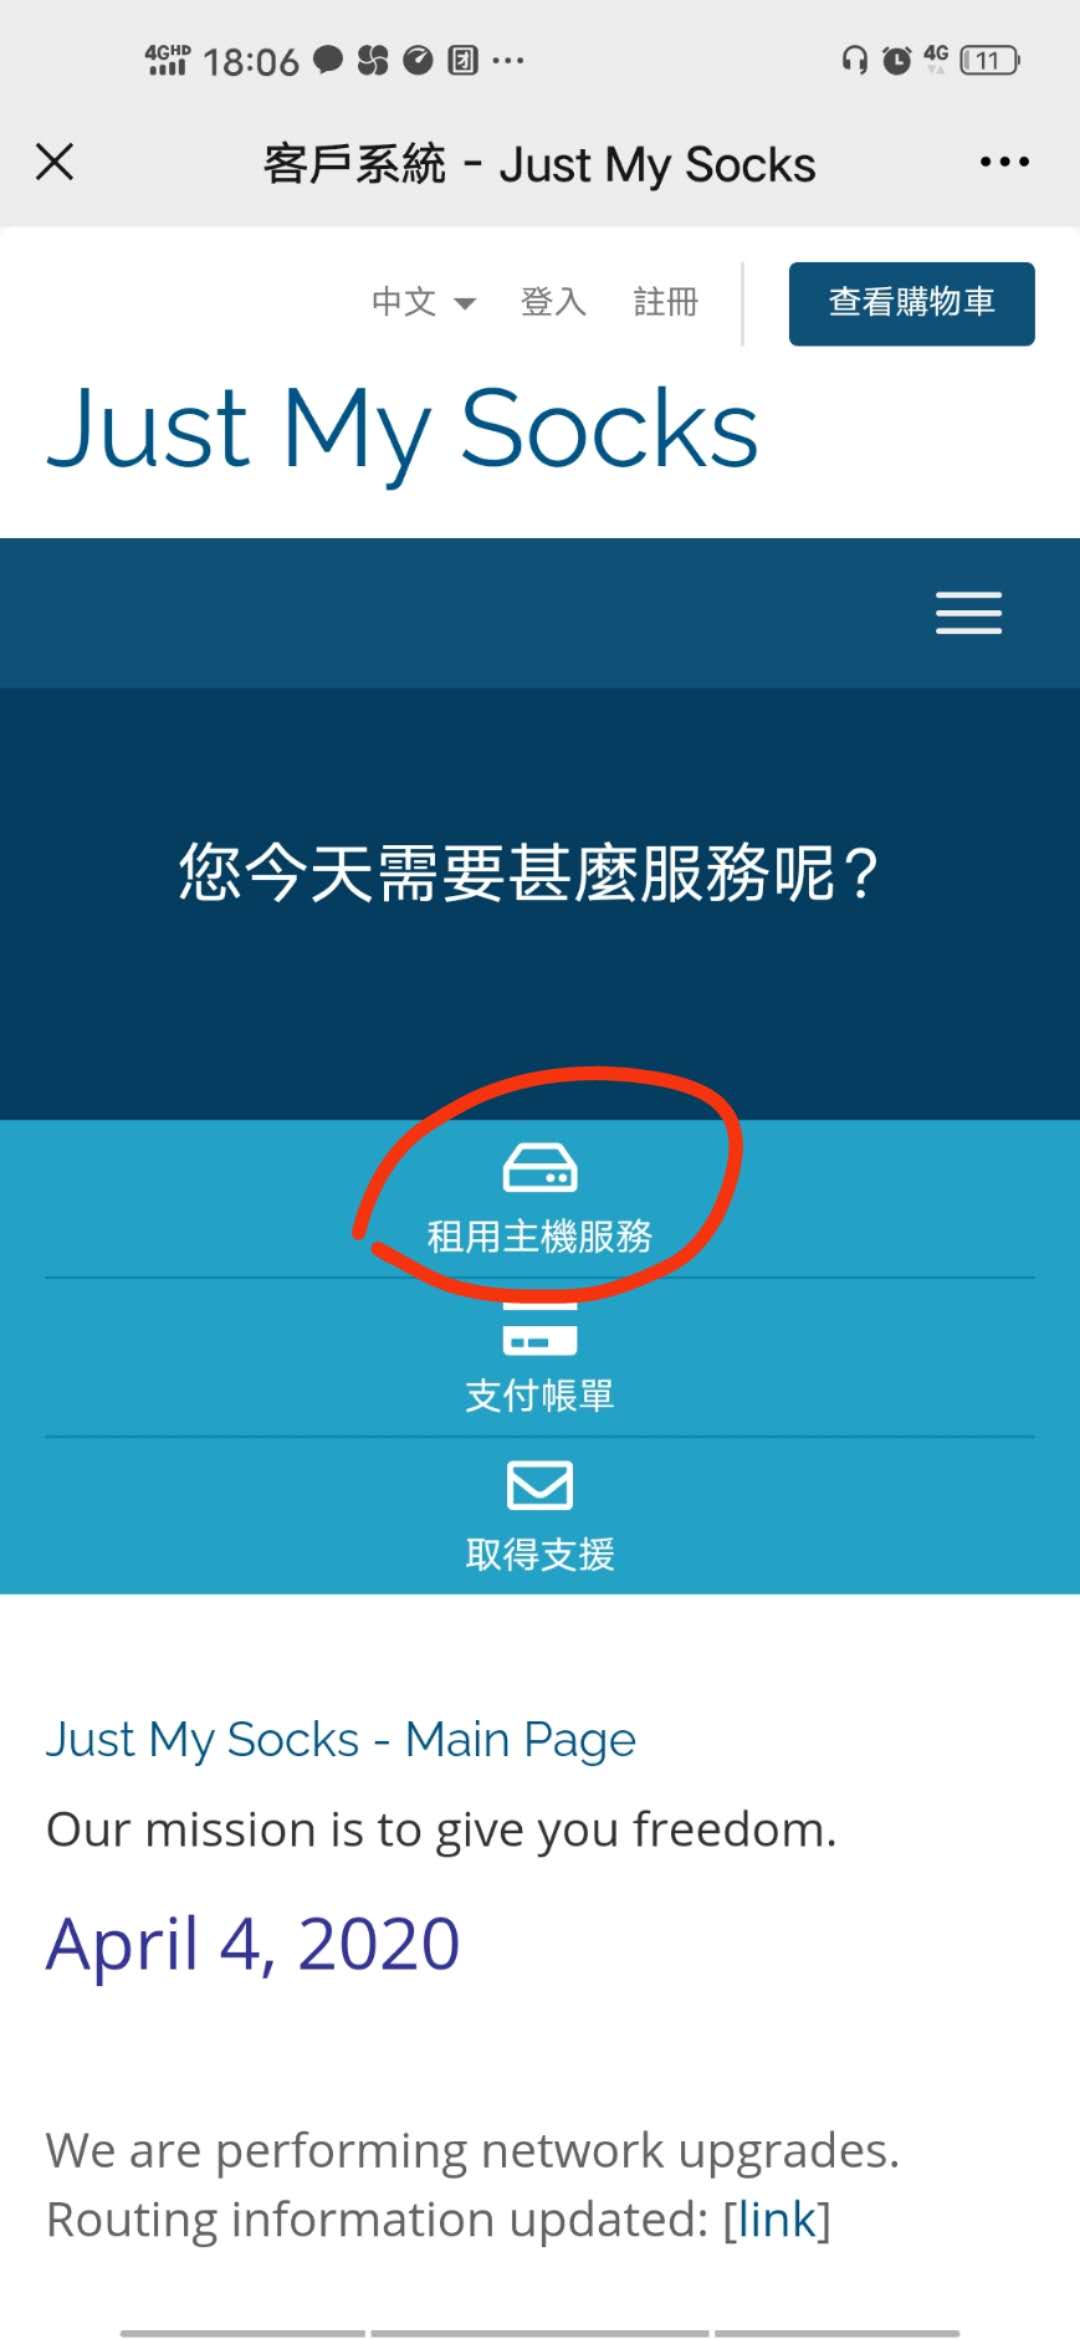 4GHD 18:06 ... 4G 11
客戶系統 - Just My Socks
中文 登入 註冊 查看購物車
Just My Socks
您今天需要甚麼服務呢?
租用主機服務
支付帳單
取得支援
Just My Socks - Main Page
Our mission is to give you freedom.
April 4, 2020
We are performing network upgrades.
Routing information updated: [link]